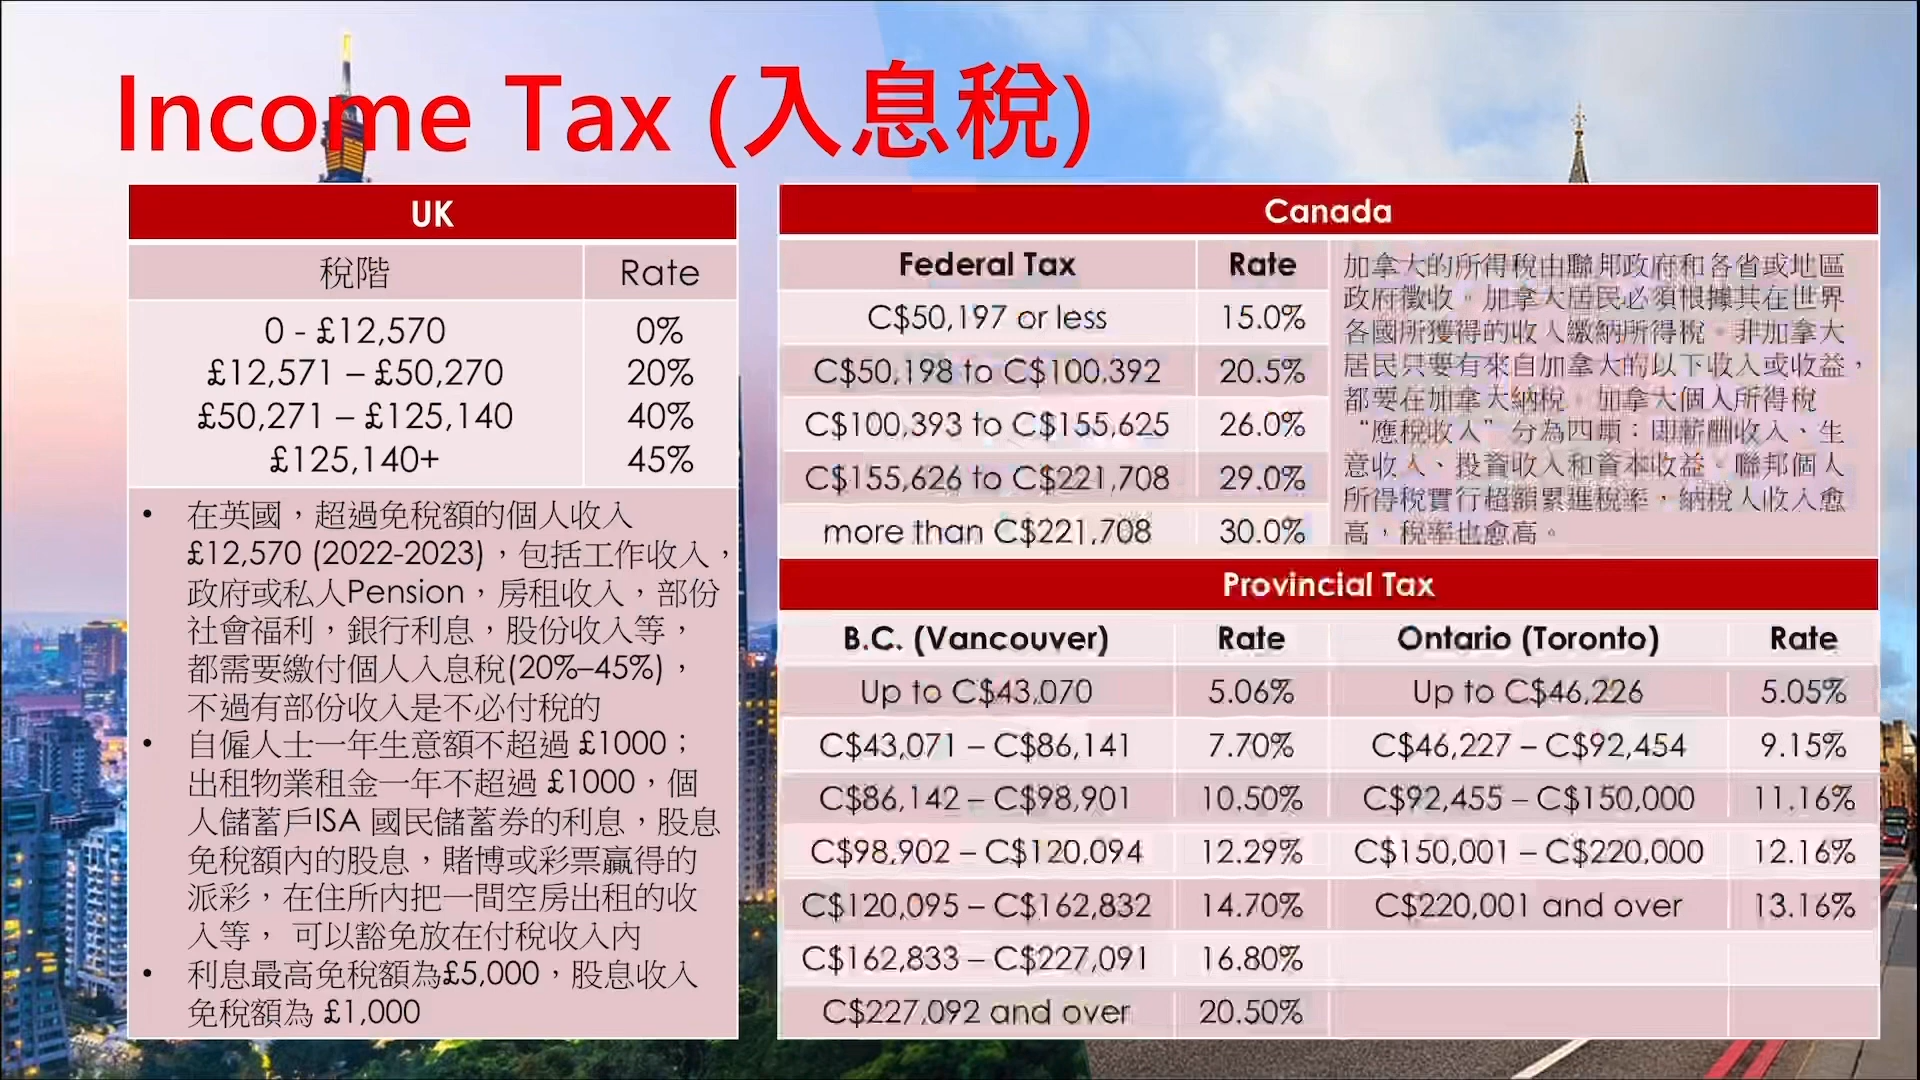 Income Tax (入息稅)
UK
稅階 Rate
0 - £12,570 0%
£12,571 – £50,270 20%
£50,271 – £125,140 40%
£125,140+ 45%
• 在英國，超過免稅額的個人收入
£12,570 (2022-2023)，包括工作收入，
政府或私人Pension，房租收入，部份
社會福利，銀行利息，股份收入等，
都需要繳付個人入息稅(20%–45%)，
不過有部份收入是不必付稅的
• 自僱人士一年生意額不超過 £1000；
出租物業租金一年不超過 £1000，個
人儲蓄戶ISA 國民儲蓄券的利息，股息
免稅額內的股息，賭博或彩票贏得的
派彩，在住所內把一間空房出租的收
入等， 可以豁免放在付稅收入內
• 利息最高免稅額為£5,000，股息收入
免稅額為 £1,000
Canada
Federal Tax Rate
C$50,197 or less 15.0%
C$50,198 to C$100,392 20.5%
C$100,393 to C$155,625 26.0%
C$155,626 to C$221,708 29.0%
more than C$221,708 30.0%
加拿大的所得稅由聯邦政府和各省或地區
政府徵收。加拿大居民必須根據其在世界
各國所獲得的收入繳納所得稅。非加拿大
居民只要有來自加拿大的以下收入或收益，
都要在加拿大納稅。加拿大個人所得稅
“應稅收入”分為四項：即薪酬收入、生
意收入、投資收入和資本收益。聯邦個人
所得稅實行超額累進稅率，納稅人收入愈
高，稅率也愈高。
Provincial Tax
B.C. (Vancouver) Rate Ontario (Toronto) Rate
Up to C$43,070 5.06% Up to C$46,226 5.05%
C$43,071 – C$86,141 7.70% C$46,227 – C$92,454 9.15%
C$86,142 – C$98,901 10.50% C$92,455 – C$150,000 11.16%
C$98,902 – C$120,094 12.29% C$150,001 – C$220,000 12.16%
C$120,095 – C$162,832 14.70% C$220,001 and over 13.16%
C$162,833 – C$227,091 16.80%
C$227,092 and over 20.50%